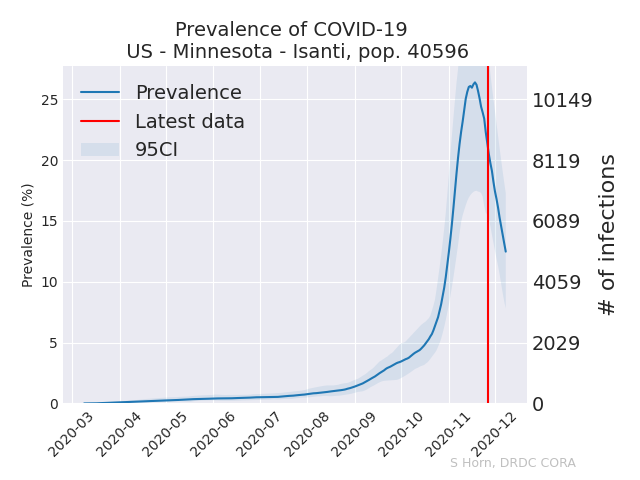 Prevalence of COVID-19
US - Minnesota - Isanti, pop. 40596
Prevalence
Latest data
95CI
Prevalence (%)
25
20
15
10
5
0
10149
8119
6089
4059
2029
0
# of infections
2020-03
2020-04
2020-05
2020-06
2020-07
2020-08
2020-09
2020-10
2020-11
2020-12
S Horn, DRDC CORA